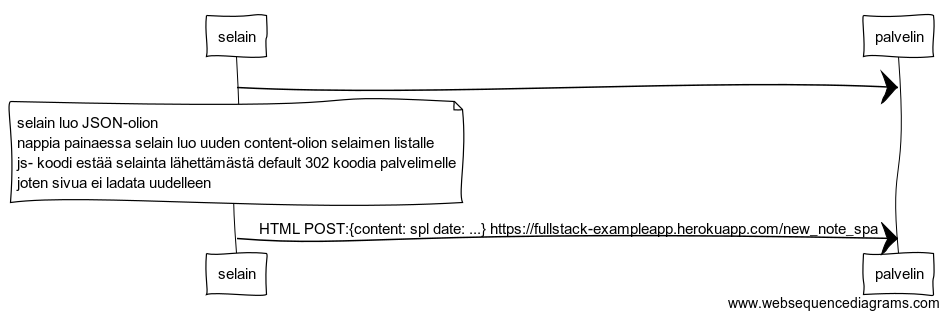 selain
palvelin
selain luo JSON-olion
nappia painaessa selain luo uuden content-olion selaimen listalle
js- koodi estää selainta lähettämästä default 302 koodia palvelimelle
joten sivua ei ladata uudelleen
HTML POST:{content: spl date: ...} https://fullstack-exampleapp.herokuapp.com/new_note_spa
selain
palvelin
www.websequencediagrams.com